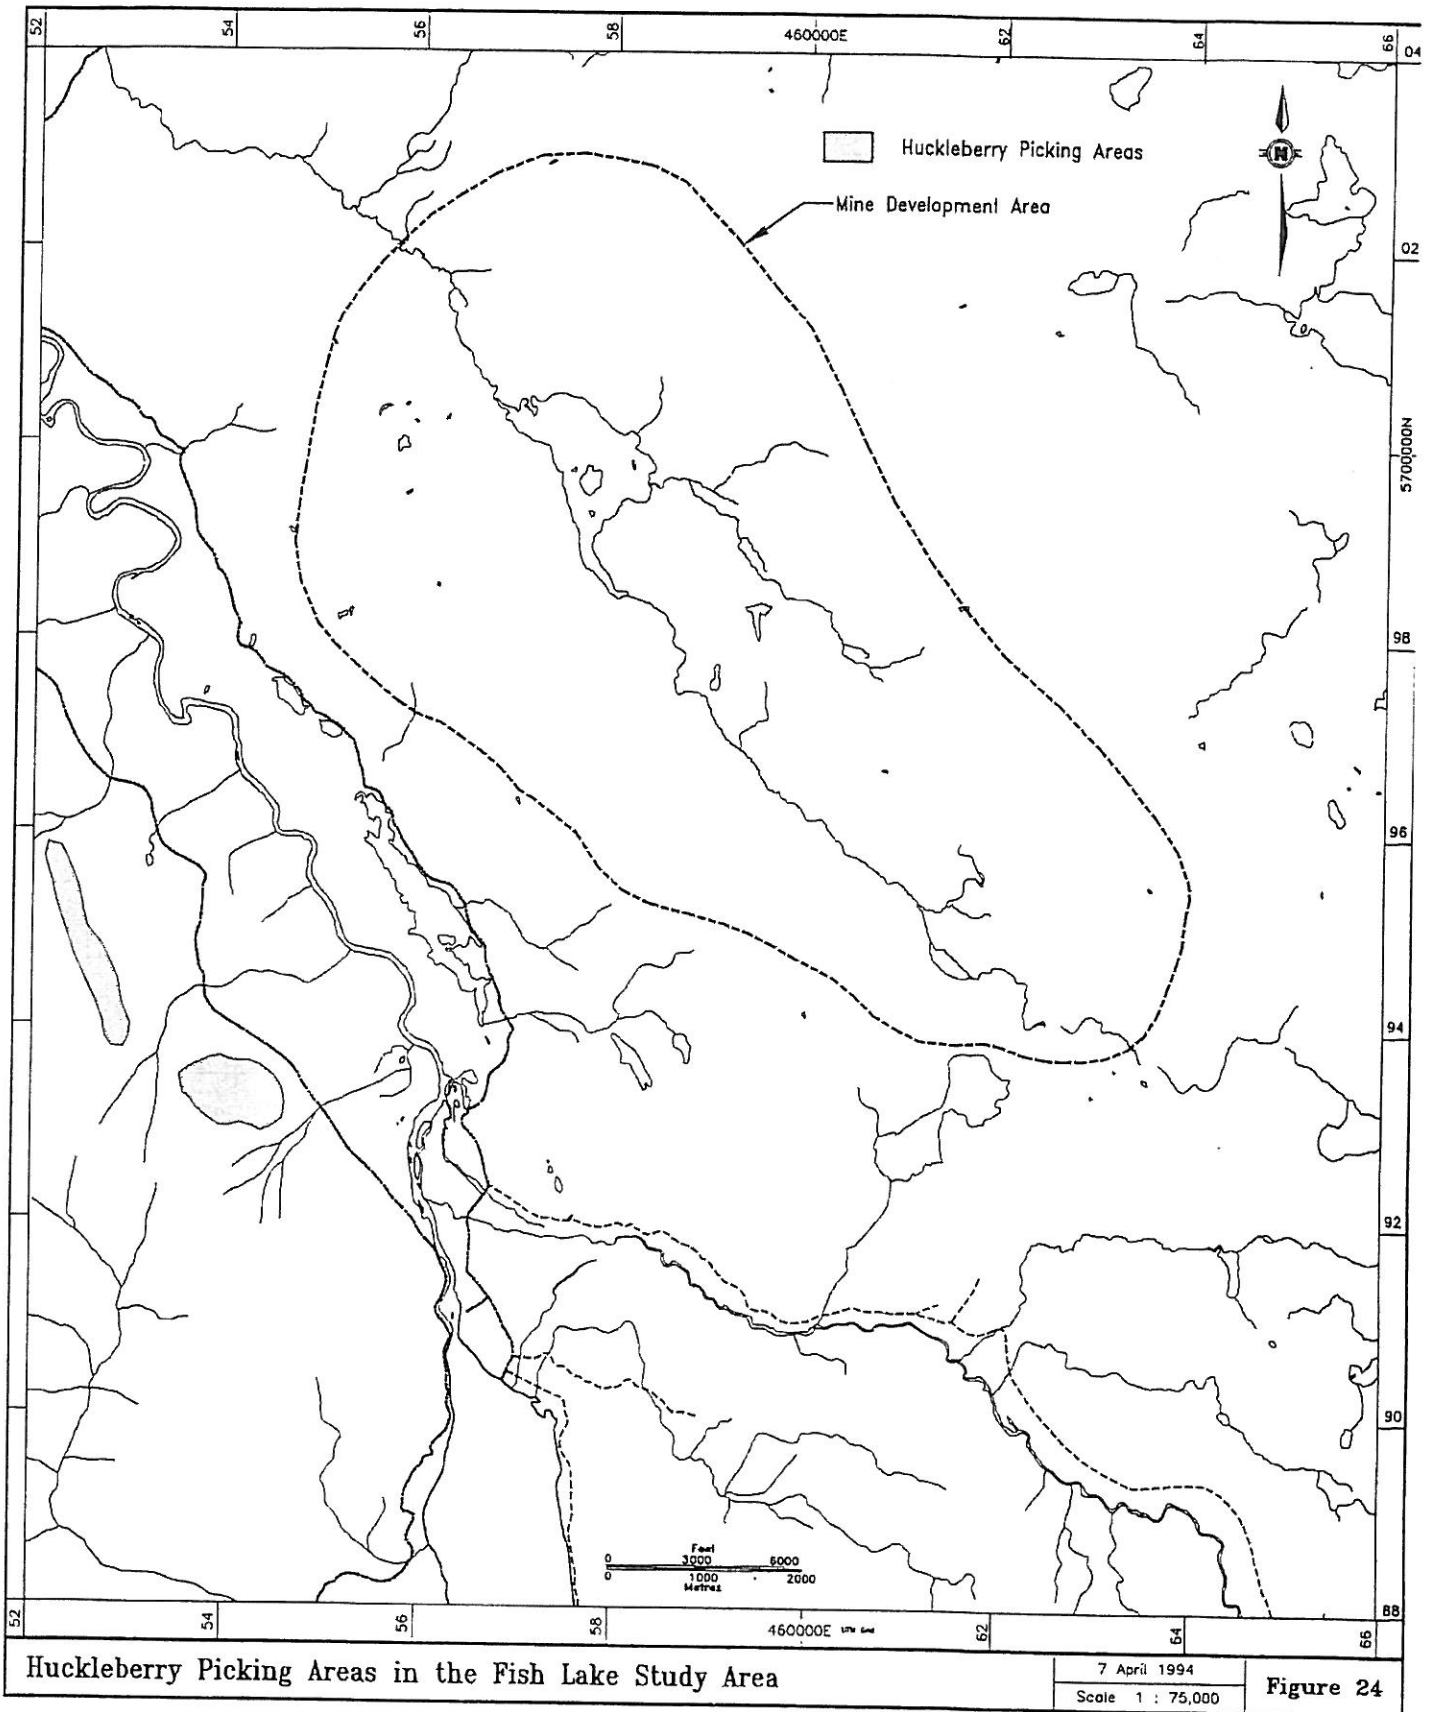 52 54 56 58 460000E 62 64 66
04
Huckleberry Picking Areas
N
Mine Development Area
02
5700000N
98
96
94
92
90
Feet
0 3000 6000
0 1000 2000
Metres
88
52 54 56 58 460000E UTM Grid 62 64 66
Huckleberry Picking Areas in the Fish Lake Study Area
7 April 1994
Scale 1 : 75,000
Figure 24